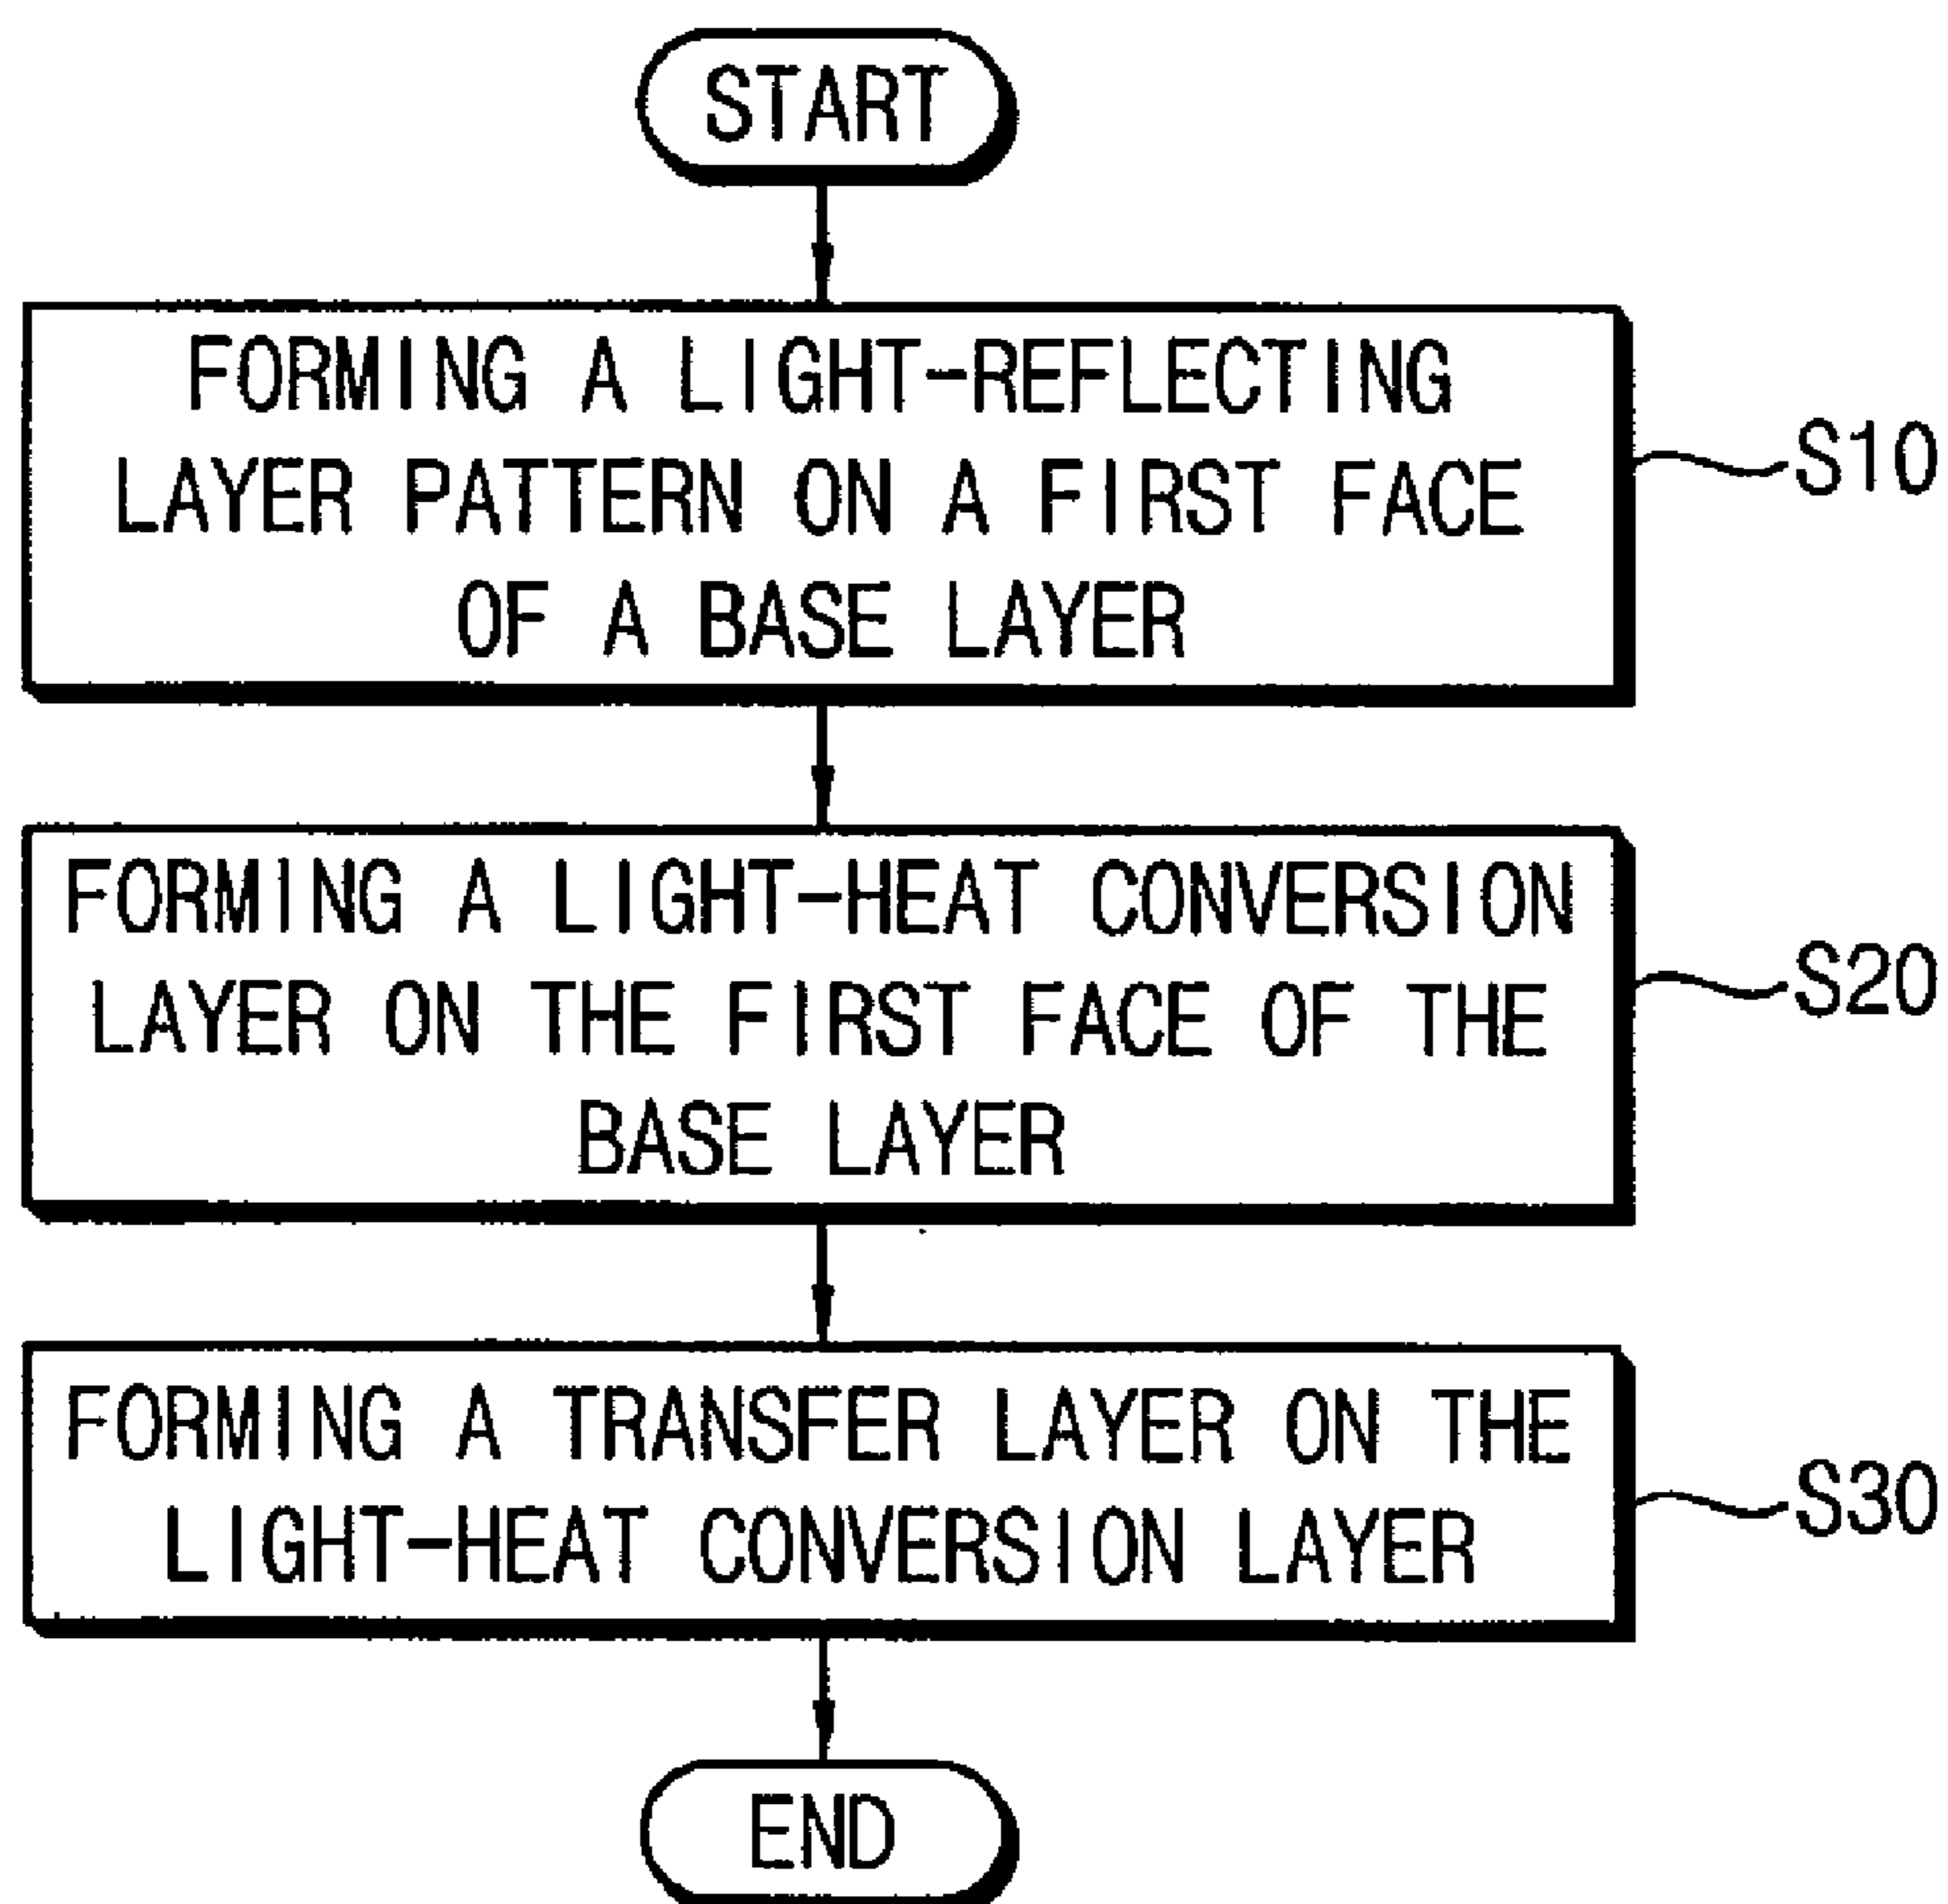 START
FORMING A LIGHT-REFLECTING
LAYER PATTERN ON A FIRST FACE
OF A BASE LAYER
S10
FORMING A LIGHT-HEAT CONVERSION
LAYER ON THE FIRST FACE OF THE
BASE LAYER
S20
FORMING A TRANSFER LAYER ON THE
LIGHT-HEAT CONVERSION LAYER
S30
END